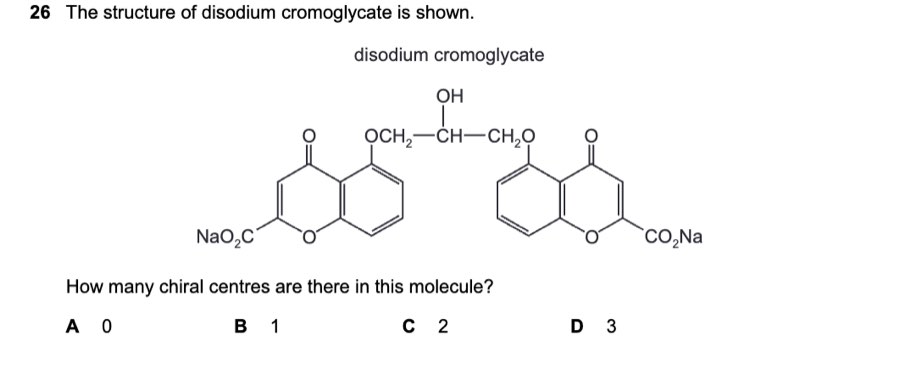 26 The structure of disodium cromoglycate is shown.
disodium cromoglycate
OH
O OCH₂—CH—CH₂O O
NaO₂C O O CO₂Na
How many chiral centres are there in this molecule?
A 0 B 1 C 2 D 3